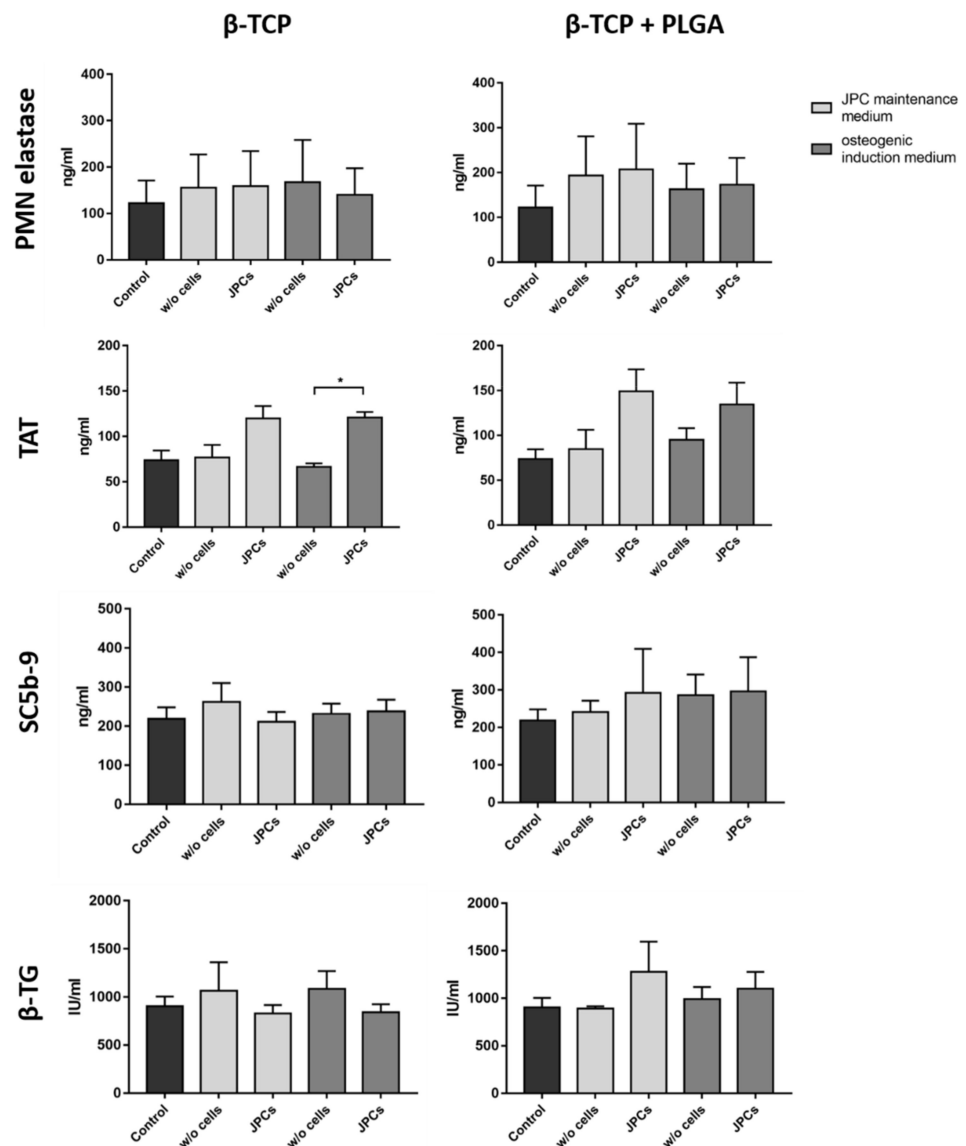 β-TCP
β-TCP + PLGA
PMN elastase
400
300
200
100
0
ng/ml
Control
w/o cells
JPCs
w/o cells
JPCs
400
300
200
100
0
ng/ml
Control
w/o cells
JPCs
w/o cells
JPCs
JPC maintenance
medium
osteogenic
induction medium
TAT
200
150
100
50
0
ng/ml
*
Control
w/o cells
JPCs
w/o cells
JPCs
200
150
100
50
0
ng/ml
Control
w/o cells
JPCs
w/o cells
JPCs
SC5b-9
500
400
300
200
100
0
ng/ml
Control
w/o cells
JPCs
w/o cells
JPCs
500
400
300
200
100
0
ng/ml
Control
w/o cells
JPCs
w/o cells
JPCs
β-TG
2000
1500
1000
500
0
IU/ml
Control
w/o cells
JPCs
w/o cells
JPCs
2000
1500
1000
500
0
IU/ml
Control
w/o cells
JPCs
w/o cells
JPCs